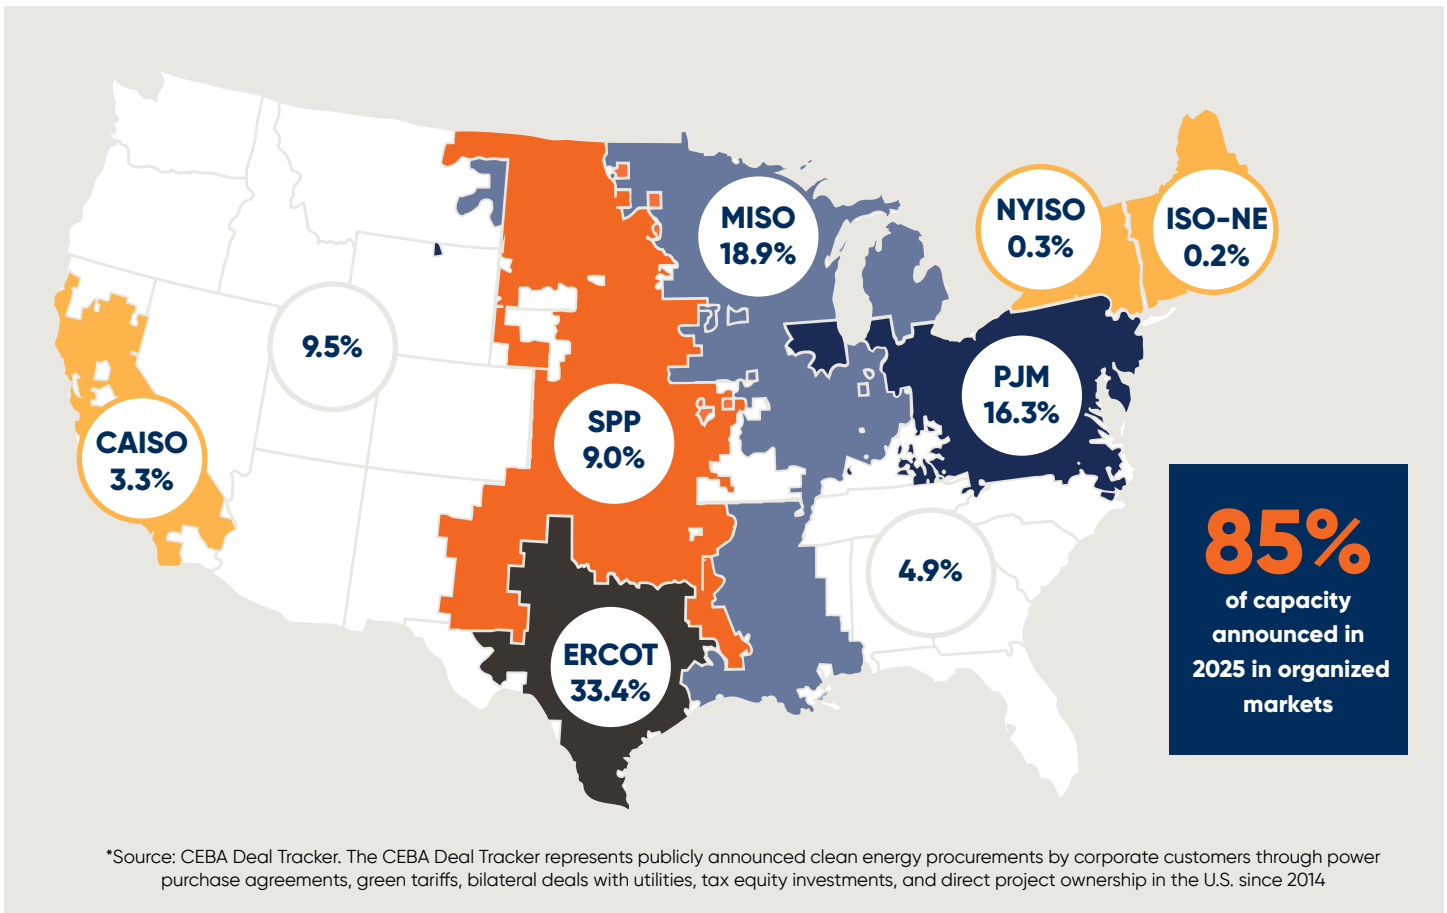 MISO
18.9%
NYISO
0.3%
ISO-NE
0.2%
9.5%
PJM
16.3%
SPP
9.0%
CAISO
3.3%
4.9%
ERCOT
33.4%
85%
of capacity
announced in
2025 in organized
markets
*Source: CEBA Deal Tracker. The CEBA Deal Tracker represents publicly announced clean energy procurements by corporate customers through power
purchase agreements, green tariffs, bilateral deals with utilities, tax equity investments, and direct project ownership in the U.S. since 2014